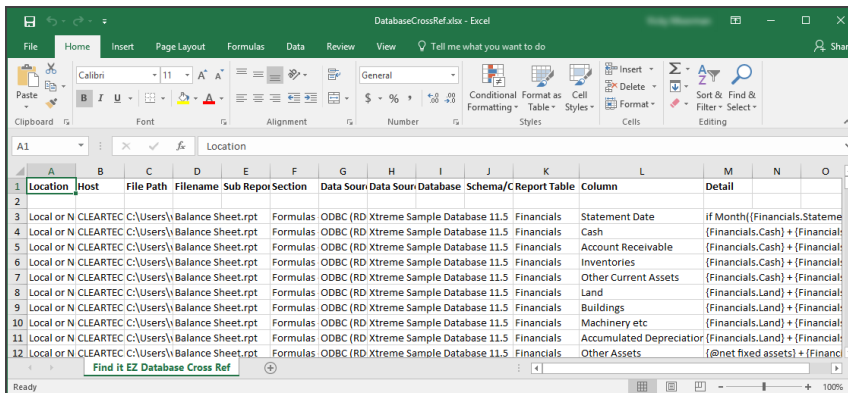 DatabaseCrossRef.xlsx - Excel
File Home Insert Page Layout Formulas Data Review View Tell me what you want to do Shar
Paste
Calibri 11 A A General $ % , Conditional Formatting Format as Table Cell Styles Insert Delete Format Sort & Filter Find & Select
B I U
Clipboard Font Alignment Number Styles Cells Editing
A1 fx Location
A B C D E F G H I J K L M N O
1 Location Host File Path Filename Sub Repor Section Data Sour Data Sour Database Schema/C Report Table Column Detail
2
3 Local or N CLEARTEC C:\Users\v Balance Sheet.rpt Formulas ODBC (RD Xtreme Sample Database 11.5 Financials Statement Date if Month({Financials.Stateme
4 Local or N CLEARTEC C:\Users\v Balance Sheet.rpt Formulas ODBC (RD Xtreme Sample Database 11.5 Financials Cash {Financials.Cash} + {Financials
5 Local or N CLEARTEC C:\Users\v Balance Sheet.rpt Formulas ODBC (RD Xtreme Sample Database 11.5 Financials Account Receivable {Financials.Cash} + {Financials
6 Local or N CLEARTEC C:\Users\v Balance Sheet.rpt Formulas ODBC (RD Xtreme Sample Database 11.5 Financials Inventories {Financials.Cash} + {Financials
7 Local or N CLEARTEC C:\Users\v Balance Sheet.rpt Formulas ODBC (RD Xtreme Sample Database 11.5 Financials Other Current Assets {Financials.Cash} + {Financials
8 Local or N CLEARTEC C:\Users\v Balance Sheet.rpt Formulas ODBC (RD Xtreme Sample Database 11.5 Financials Land {Financials.Land} + {Financials
9 Local or N CLEARTEC C:\Users\v Balance Sheet.rpt Formulas ODBC (RD Xtreme Sample Database 11.5 Financials Buildings {Financials.Land} + {Financials
10 Local or N CLEARTEC C:\Users\v Balance Sheet.rpt Formulas ODBC (RD Xtreme Sample Database 11.5 Financials Machinery etc {Financials.Land} + {Financials
11 Local or N CLEARTEC C:\Users\v Balance Sheet.rpt Formulas ODBC (RD Xtreme Sample Database 11.5 Financials Accumulated Depreciation {Financials.Land} + {Financials
12 Local or N CLEARTEC C:\Users\v Balance Sheet.rpt Formulas ODBC (RD Xtreme Sample Database 11.5 Financials Other Assets {@net fixed assets} + {Financi
Find it EZ Database Cross Ref
Ready 100%